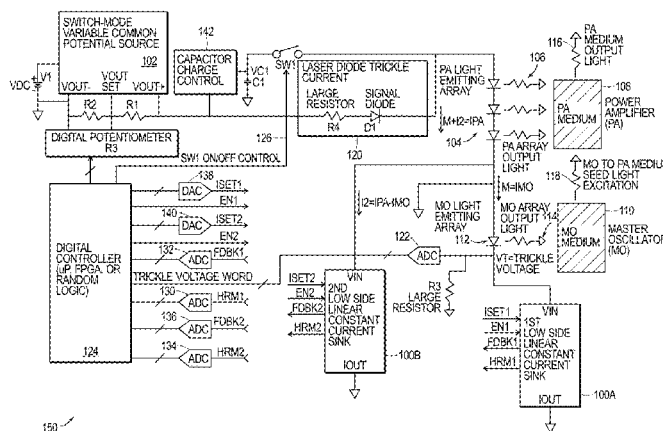 SWITCH-MODE
VARIABLE COMMON
POTENTIAL SOURCE
102
V1
VDC
VOUT-
VOUT
SET
VOUT+
R2
R1
DIGITAL POTENTIOMETER
R3
142
CAPACITOR
CHARGE CONTROL
VC1
C1
SW1
126
LASER DIODE TRICKLE
CURRENT
LARGE
RESISTOR
SIGNAL
DIODE
R4
D1
120
PA LIGHT
EMITTING
ARRAY
I1+I2=IPA
104
106
PA ARRAY
OUTPUT
LIGHT
116
PA
MEDIUM
OUTPUT
LIGHT
108
PA
MEDIUM
POWER
AMPLIFIER
(PA)
MO TO PA MEDIUM
SEED LIGHT
EXCITATION
118
110
MO MEDIUM
MASTER
OSCILLATOR
(MO)
I1=IMO
MO ARRAY
OUTPUT
LIGHT
114
MO LIGHT
EMITTING
ARRAY
112
I2=IPA-IMO
VT=TRICKLE
VOLTAGE
122
ADC
R3
LARGE
RESISTOR
SW1 ON/OFF CONTROL
138
DAC
ISET1
EN1
140
DAC
ISET2
EN2
132
ADC
FDBK1
TRICKLE VOLTAGE WORD
130
ADC
HRM1
136
ADC
FDBK2
134
ADC
HRM2
DIGITAL
CONTROLLER
(uP, FPGA, OR
RANDOM
LOGIC)
124
ISET2
EN2
FDBK2
HRM2
VIN
2ND
LOW SIDE
LINEAR
CONSTANT
CURRENT
SINK
IOUT
100B
ISET1
EN1
FDBK1
HRM1
VIN
1ST
LOW SIDE
LINEAR
CONSTANT
CURRENT
SINK
IOUT
100A
150